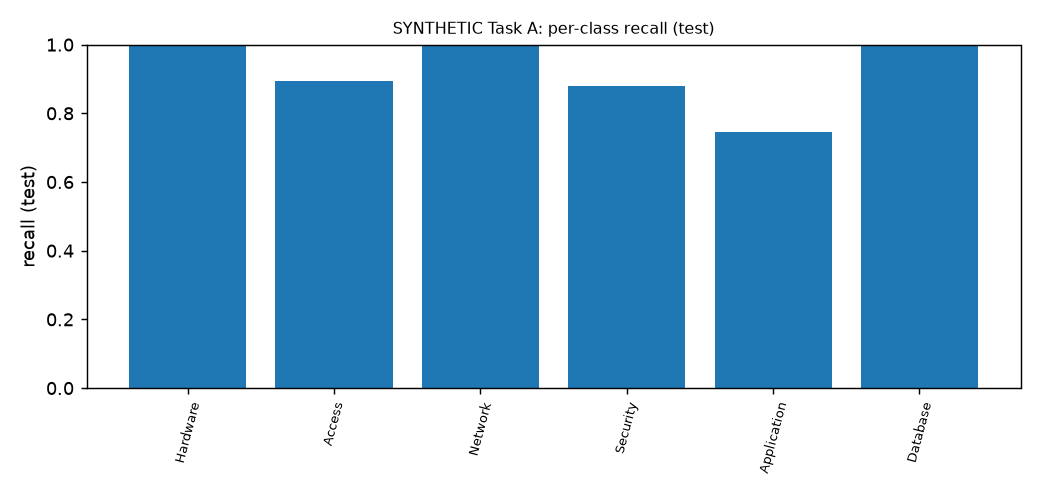 SYNTHETIC Task A: per-class recall (test)
recall (test)
1.0
0.8
0.6
0.4
0.2
0.0
Hardware
Access
Network
Security
Application
Database